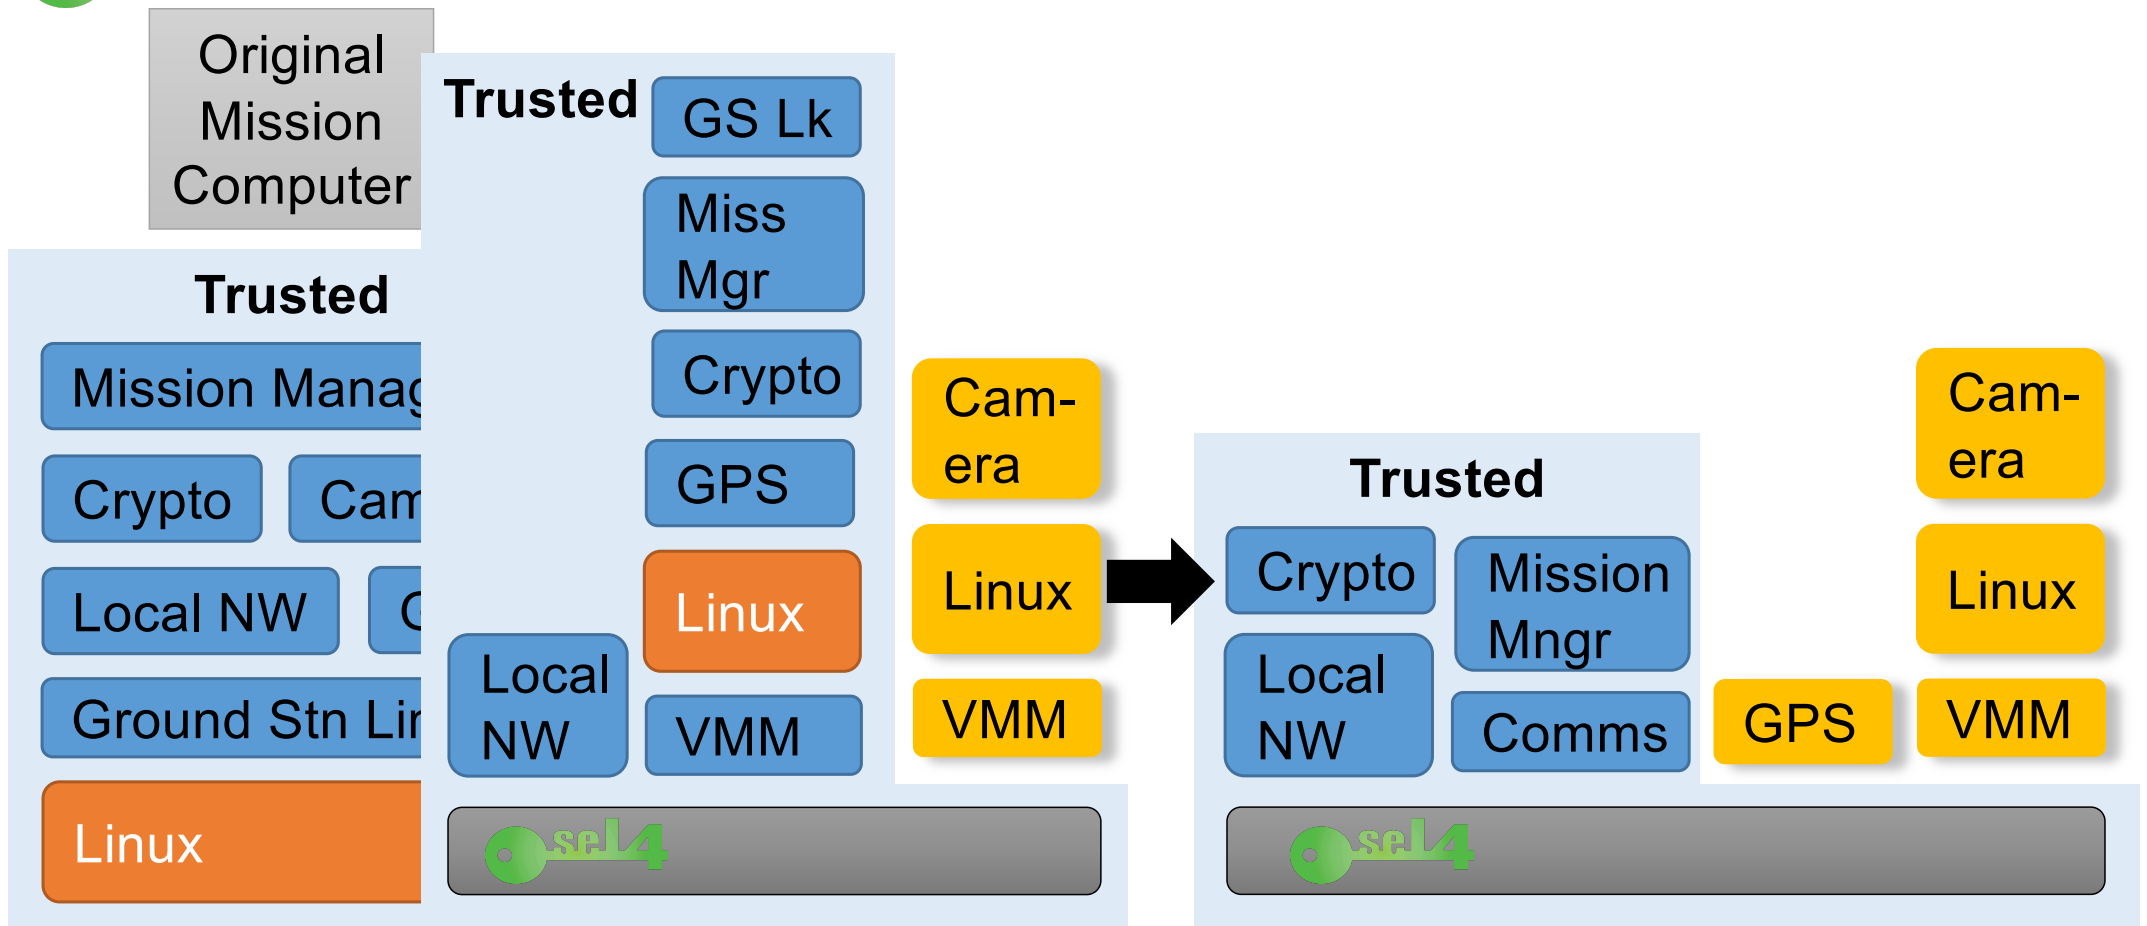 Original
Mission
Computer
Trusted
Mission Manag
Crypto
Cam
Local NW
G
Ground Stn Lin
Linux
Trusted
GS Lk
Miss
Mgr
Crypto
GPS
Linux
Local
NW
VMM
Cam-
era
Linux
VMM
seL4
Trusted
Crypto
Mission
Mngr
Local
NW
Comms
GPS
Cam-
era
Linux
VMM
seL4